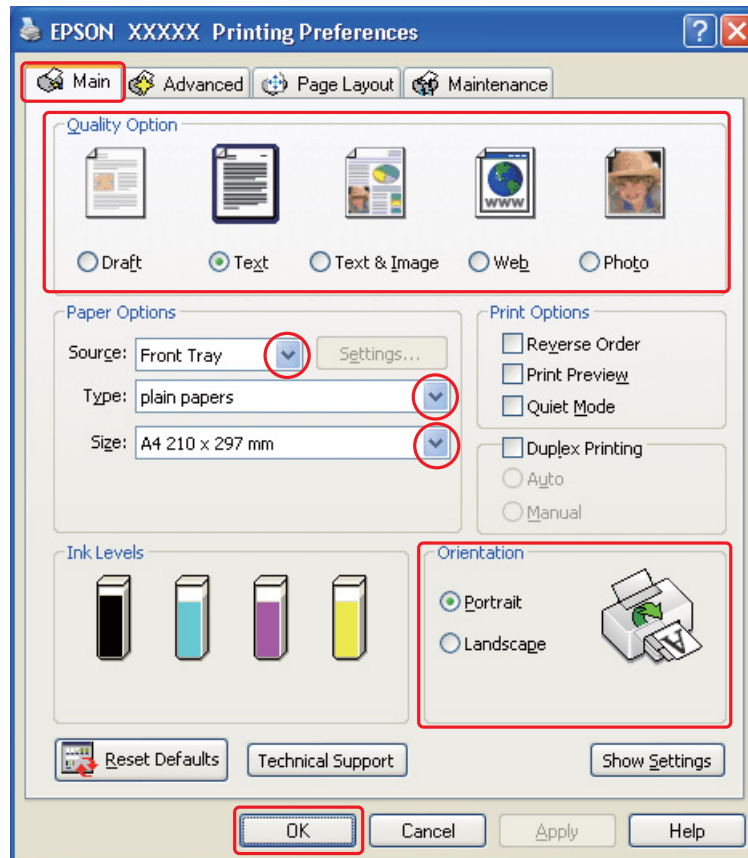 EPSON XXXXX Printing Preferences
Main Advanced Page Layout Maintenance
Quality Option
WWW
Draft Text Text & Image Web Photo
Paper Options
Source: Front Tray Settings...
Type: plain papers
Size: A4 210 x 297 mm
Print Options
Reverse Order
Print Preview
Quiet Mode
Duplex Printing
Auto
Manual
Ink Levels
Orientation
Portrait
Landscape
A
Reset Defaults Technical Support Show Settings
OK Cancel Apply Help